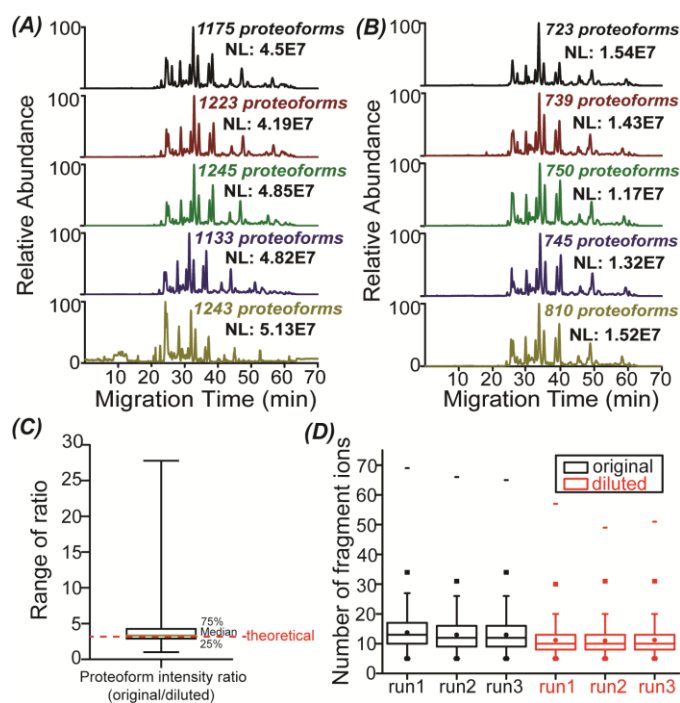 (A)
1175 proteoforms
NL: 4.5E7
100
1223 proteoforms
NL: 4.19E7
100
1245 proteoforms
NL: 4.85E7
100
1133 proteoforms
NL: 4.82E7
100
1243 proteoforms
NL: 5.13E7
100
0
Relative Abundance
10 20 30 40 50 60 70
Migration Time (min)
(B)
723 proteoforms
NL: 1.54E7
100
739 proteoforms
NL: 1.43E7
100
750 proteoforms
NL: 1.17E7
100
745 proteoforms
NL: 1.32E7
100
810 proteoforms
NL: 1.52E7
100
0
Relative Abundance
10 20 30 40 50 60 70
Migration Time (min)
(C)
30
25
20
15
10
5
0
Range of ratio
75%
Median
25%
theoretical
Proteoform intensity ratio
(original/diluted)
(D)
original
diluted
70
60
50
40
30
20
10
Number of fragment ions
run1 run2 run3 run1 run2 run3